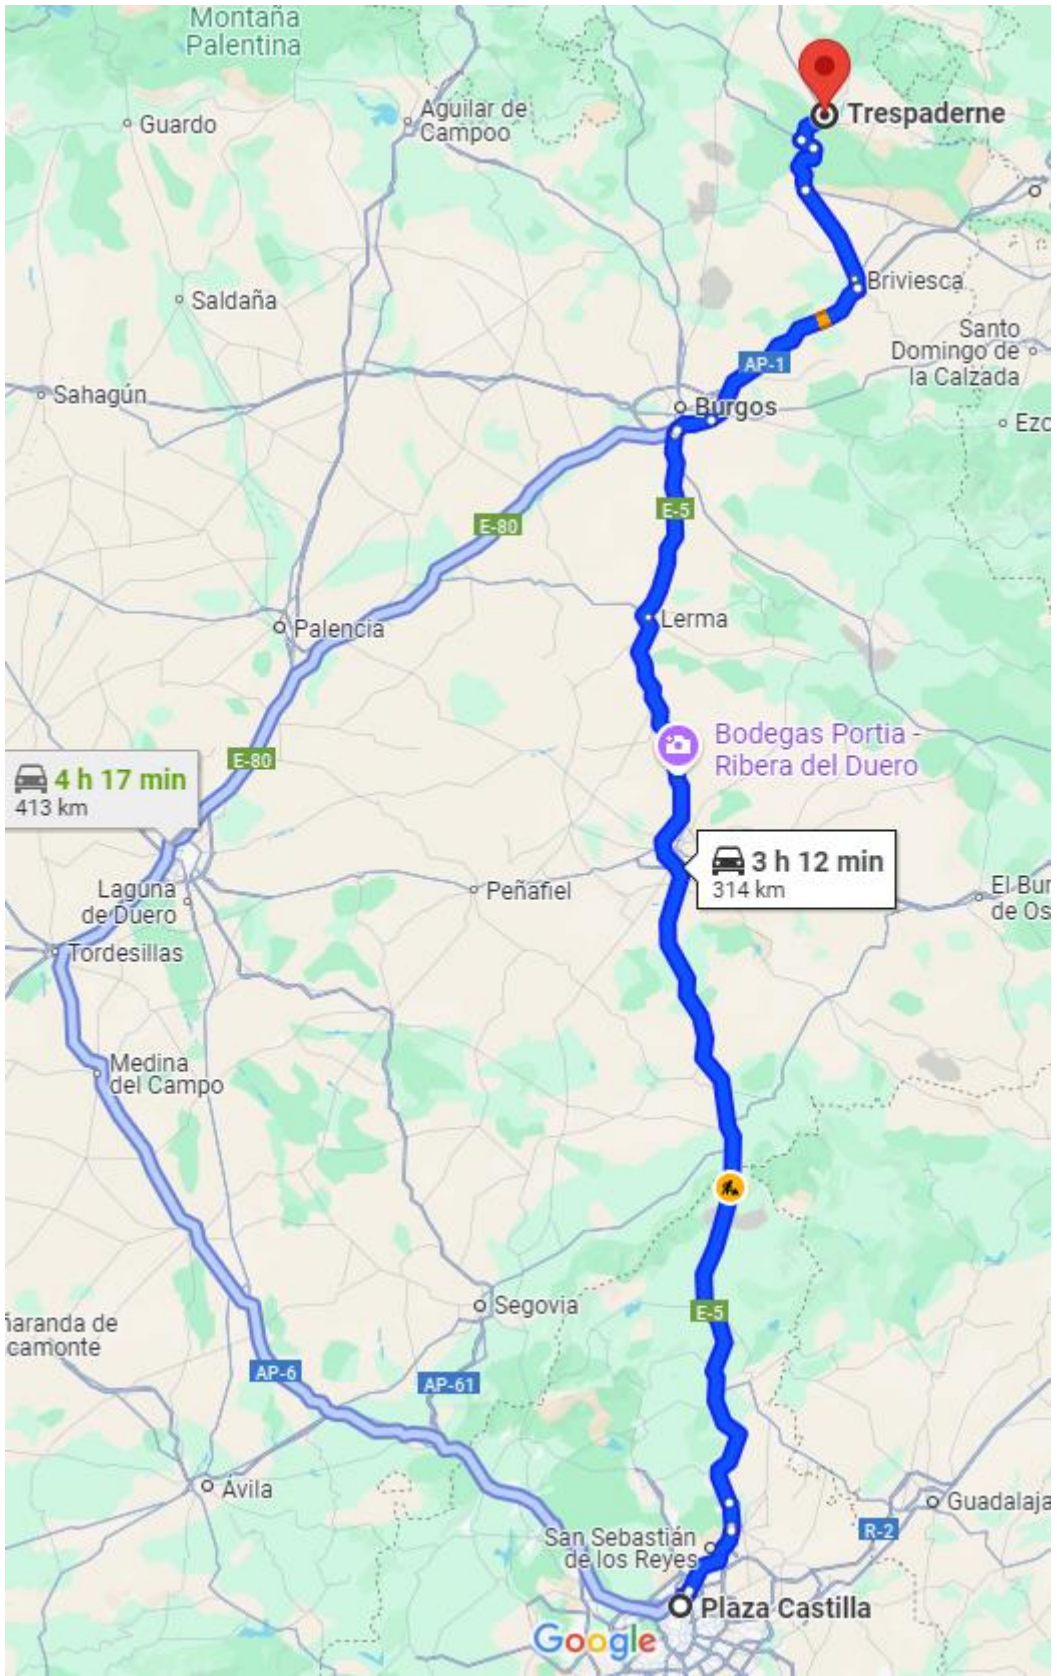 Montaña
Palentina
Trespaderne
Aguilar de
Campoo
Guardo
Briviesca
Saldaña
Santo
Domingo de
la Calzada
AP-1
Sahagún
Burgos
Ezc
E-5
E-80
Lerma
Palencia
Bodegas Portia -
Ribera del Duero
E-80
4 h 17 min
413 km
3 h 12 min
314 km
Laguna
de Duero
Peñafiel
El Bur
de Os
Tordesillas
Medina
del Campo
Segovia
E-5
ñaranda de
camonte
AP-6
AP-61
Ávila
Guadalaja
San Sebastián
de los Reyes
R-2
Plaza Castilla
Google